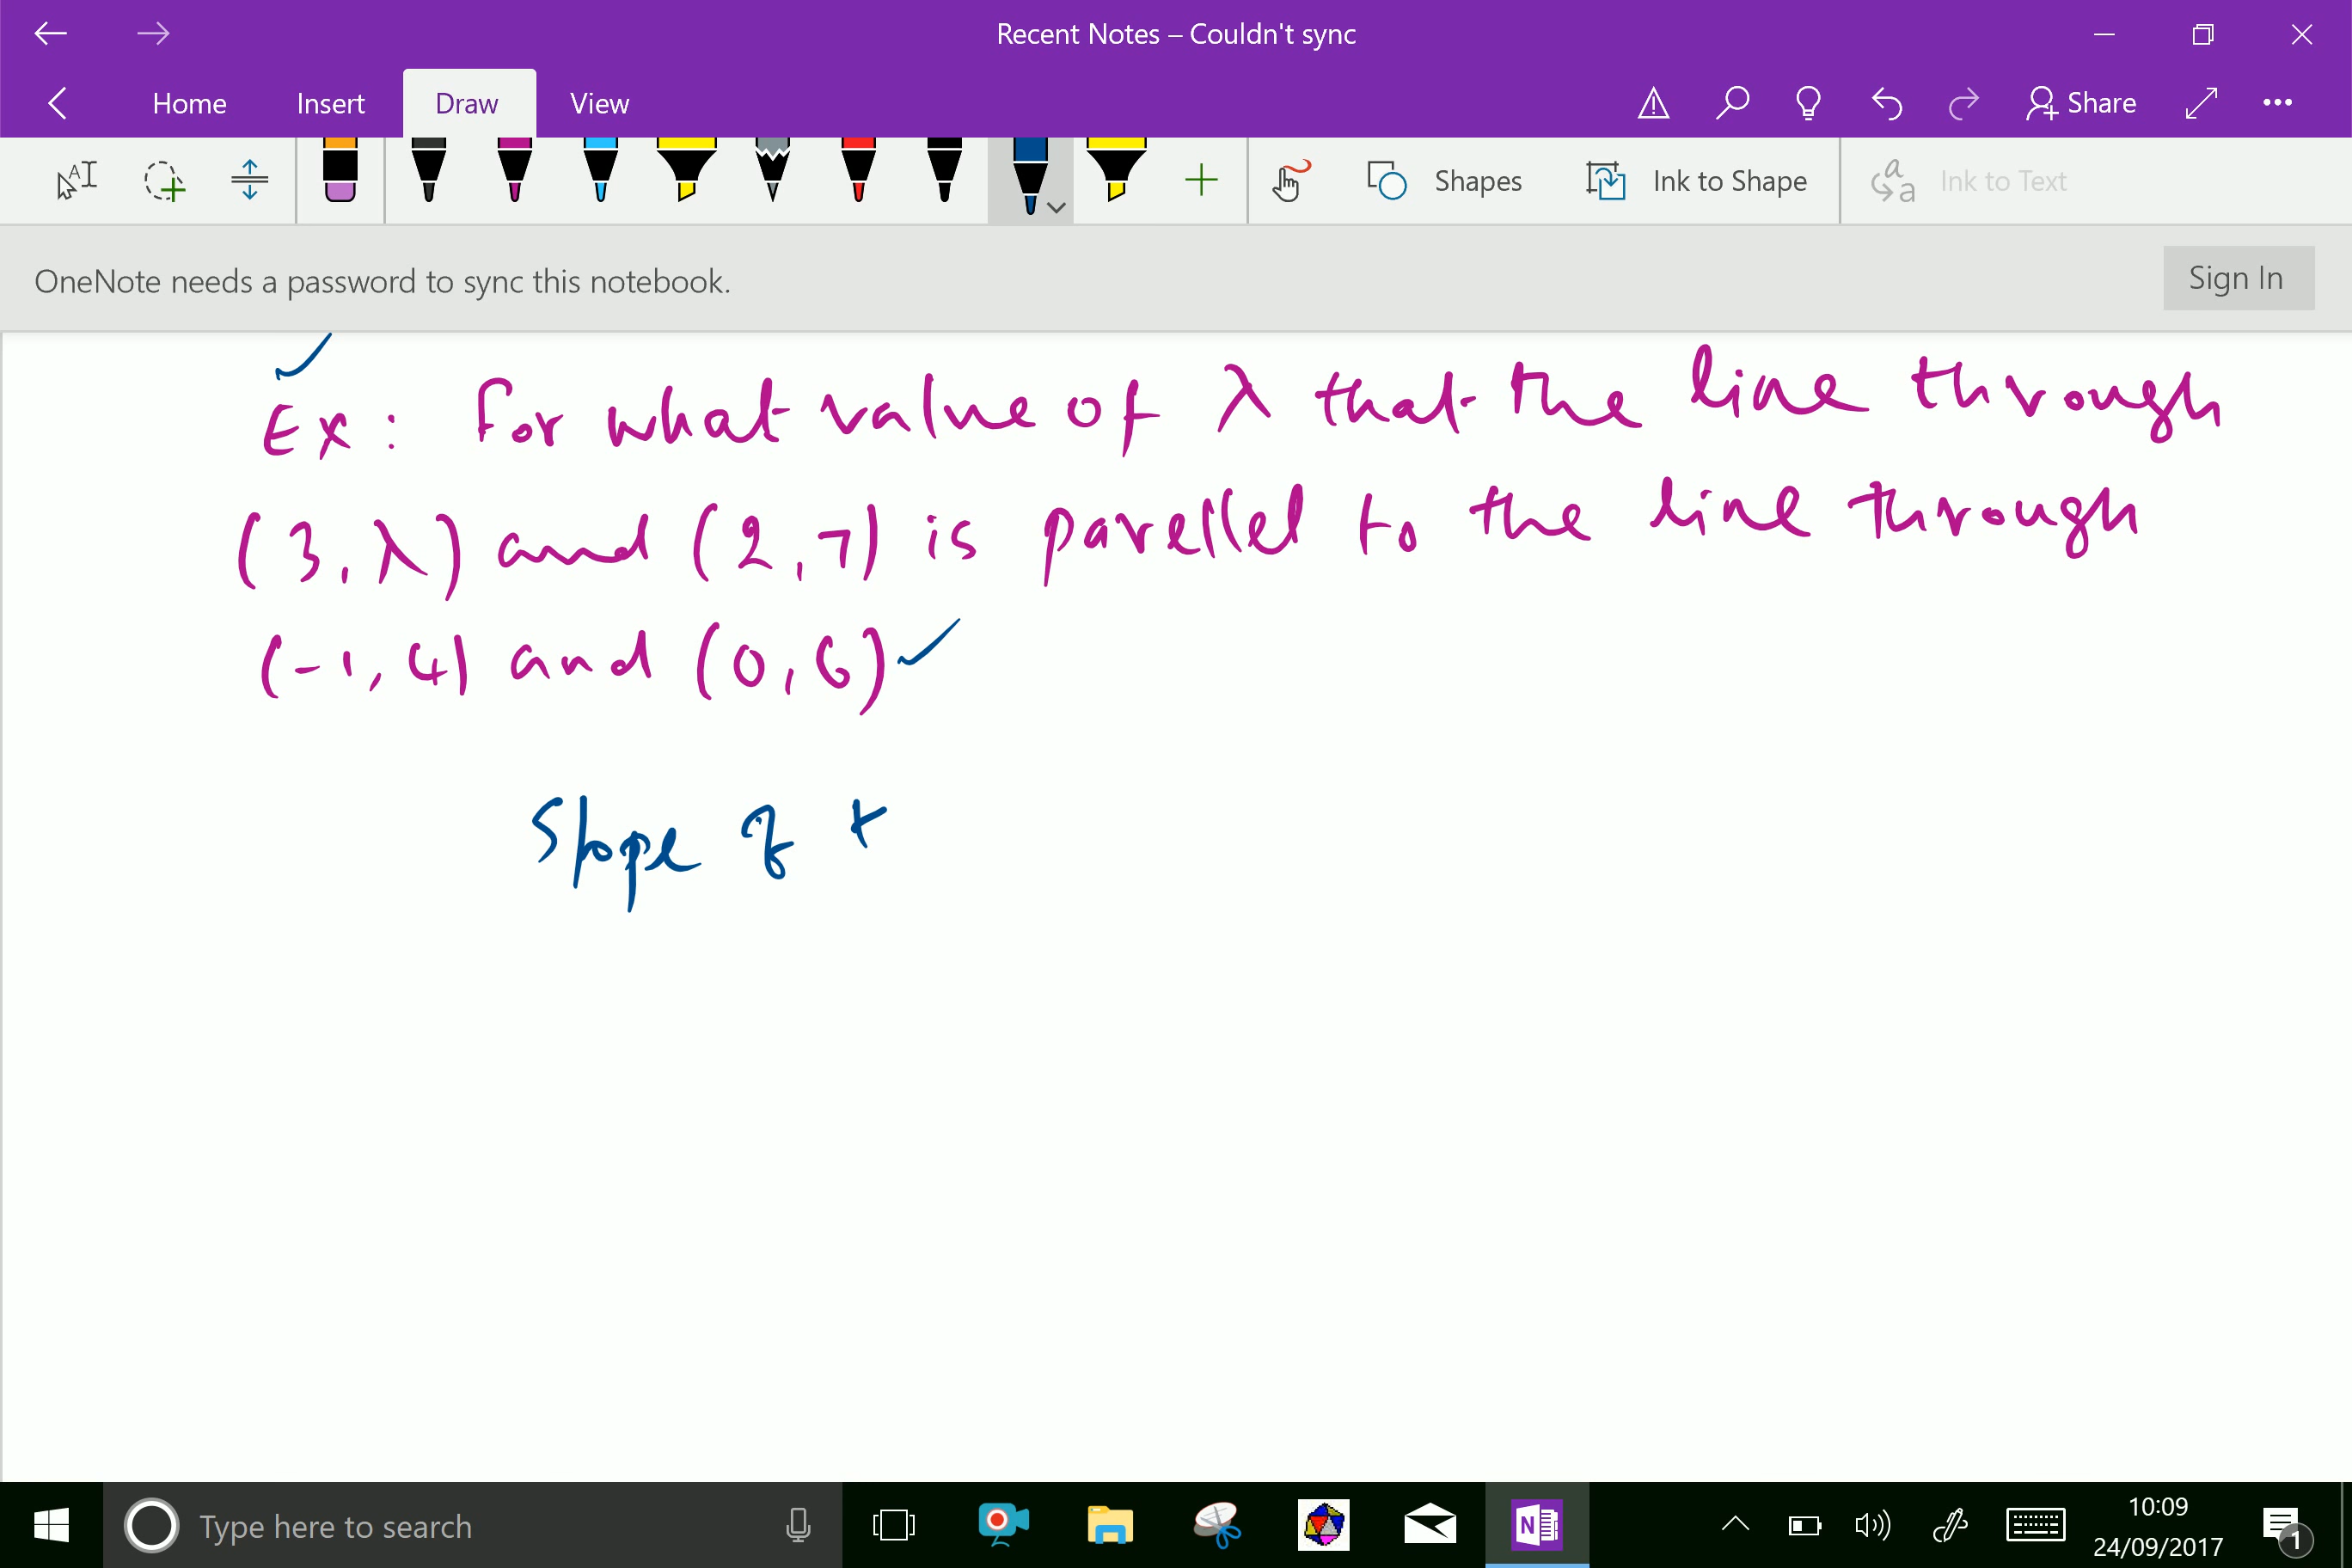 Recent Notes – Couldn't sync
Home Insert Draw View Share
Shapes Ink to Shape Ink to Text
OneNote needs a password to sync this notebook. Sign In
Ex : For what value of λ that the line through
(3,λ) and (2,7) is parellel to the line through
(-1,4) and (0,6)
Slope of t
Type here to search
10:09
24/09/2017
1